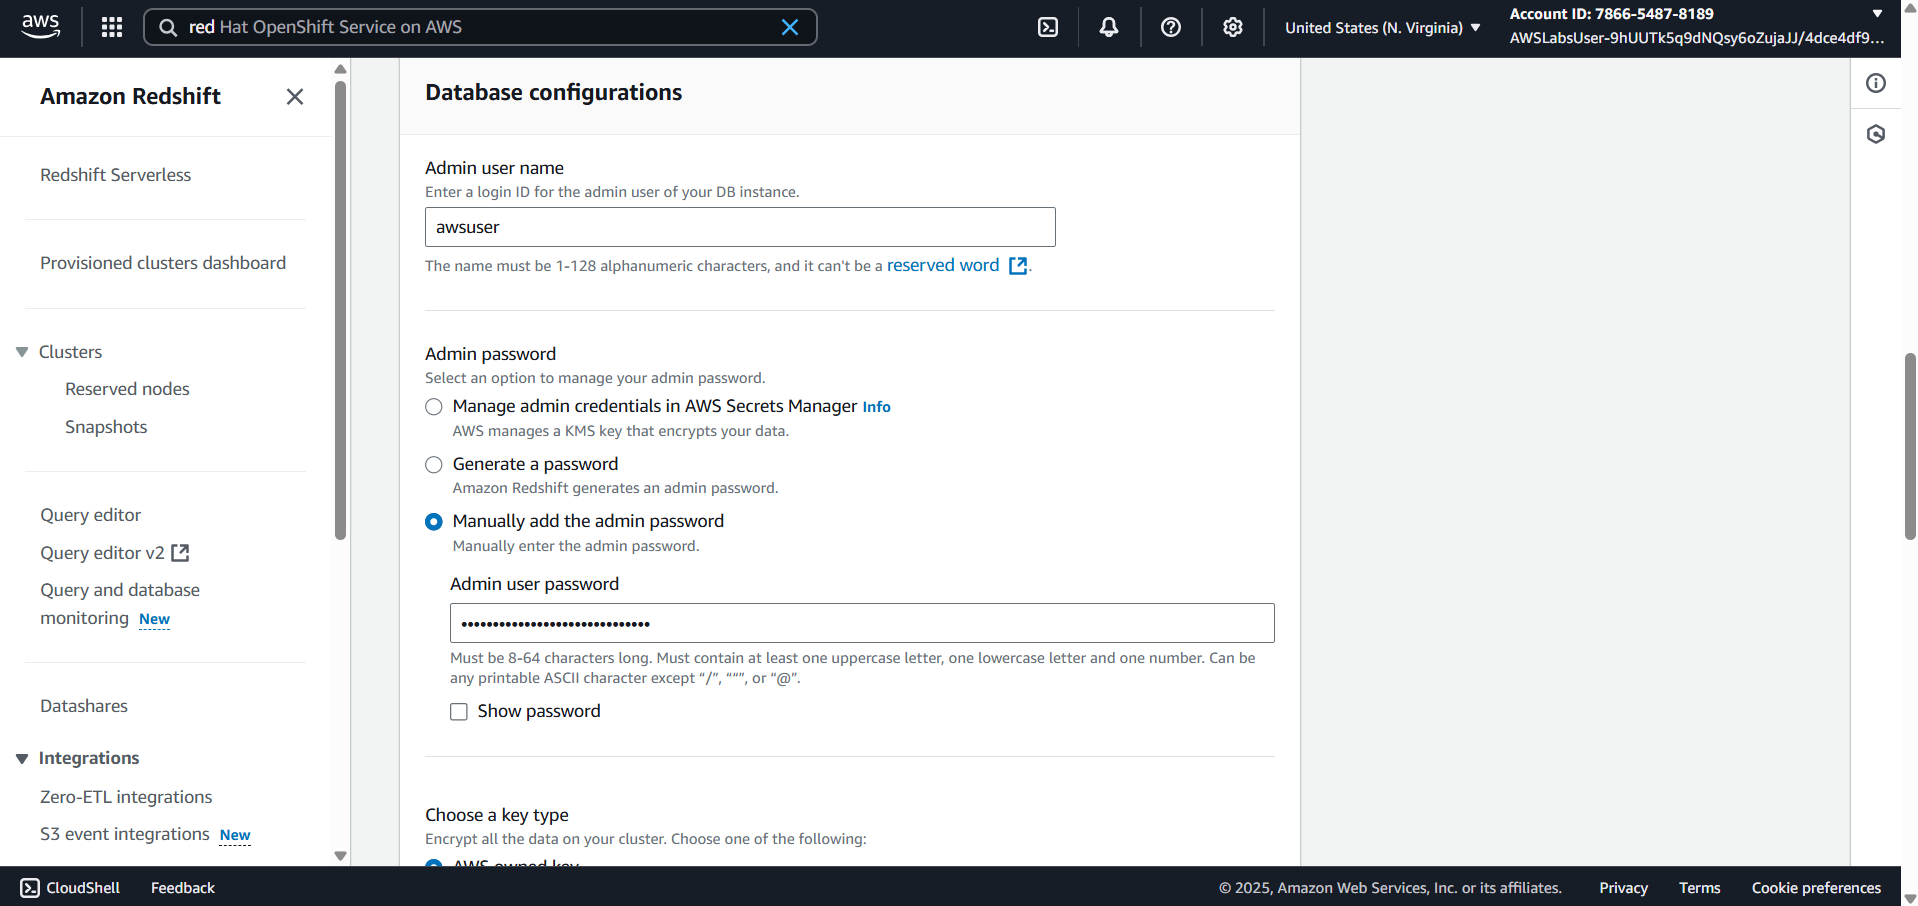 aws
red Hat OpenShift Service on AWS
United States (N. Virginia)
Account ID: 7866-5487-8189
AWSLabsUser-9hUUTk5q9dNQsy6oZujaJJ/4dce4df9...
Amazon Redshift
Redshift Serverless
Provisioned clusters dashboard
Clusters
Reserved nodes
Snapshots
Query editor
Query editor v2
Query and database
monitoring New
Datashares
Integrations
Zero-ETL integrations
S3 event integrations New
Database configurations
Admin user name
Enter a login ID for the admin user of your DB instance.
awsuser
The name must be 1-128 alphanumeric characters, and it can't be a reserved word.
Admin password
Select an option to manage your admin password.
Manage admin credentials in AWS Secrets Manager Info
AWS manages a KMS key that encrypts your data.
Generate a password
Amazon Redshift generates an admin password.
Manually add the admin password
Manually enter the admin password.
Admin user password
••••••••••••••••••••••••••••••
Must be 8-64 characters long. Must contain at least one uppercase letter, one lowercase letter and one number. Can be
any printable ASCII character except “/”, “““, or “@”.
Show password
Choose a key type
Encrypt all the data on your cluster. Choose one of the following:
AWS owned key
CloudShell
Feedback
© 2025, Amazon Web Services, Inc. or its affiliates.
Privacy
Terms
Cookie preferences